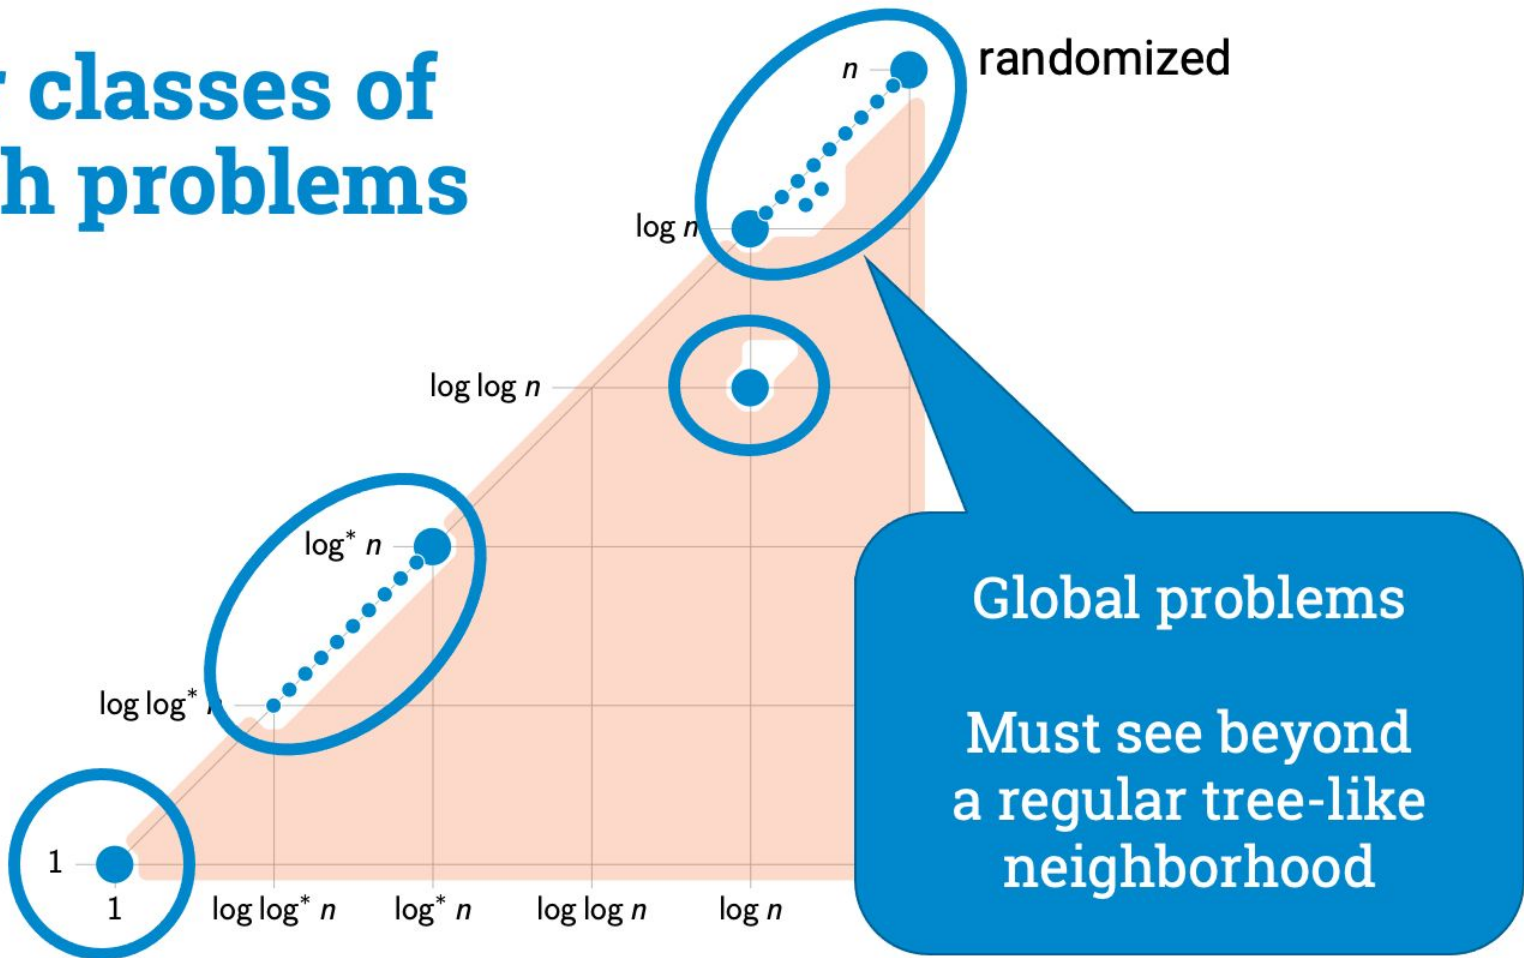 classes of
problems
n
randomized
log n
log log n
log* n
log log*
1
1
log log* n
log* n
log log n
log n
Global problems
Must see beyond
a regular tree-like
neighborhood